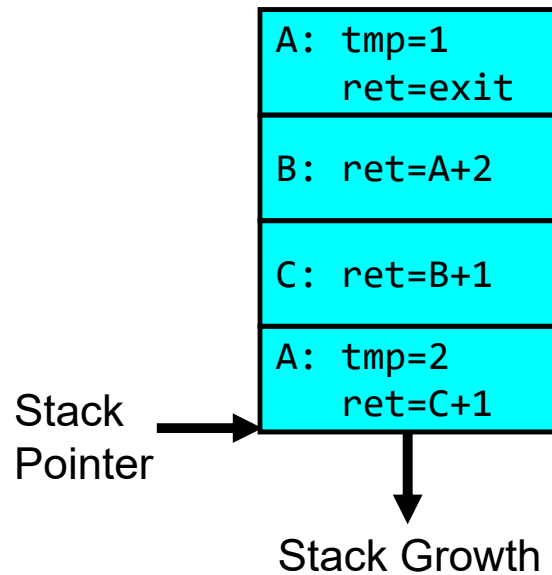 A: tmp=1
ret=exit
B: ret=A+2
C: ret=B+1
A: tmp=2
ret=C+1
Stack
Pointer
Stack Growth